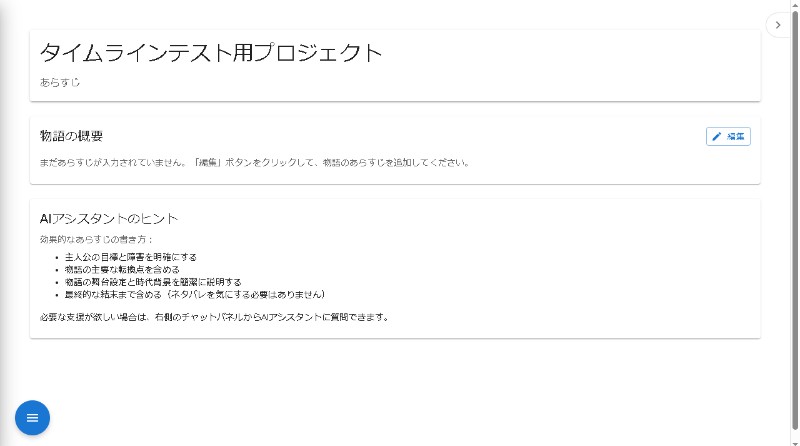 タイムラインテスト用プロジェクト
あらすじ
物語の概要
編集
まだあらすじが入力されていません。「編集」ボタンをクリックして、物語のあらすじを追加してください。
AIアシスタントのヒント
効果的なあらすじの書き方：
• 主人公の目標と障害を明確にする
• 物語の主要な転換点を含める
• 物語の舞台設定と時代背景を簡潔に説明する
• 最終的な結末まで含める（ネタバレを気にする必要はありません）
必要な支援が欲しい場合は、右側のチャットパネルからAIアシスタントに質問できます。